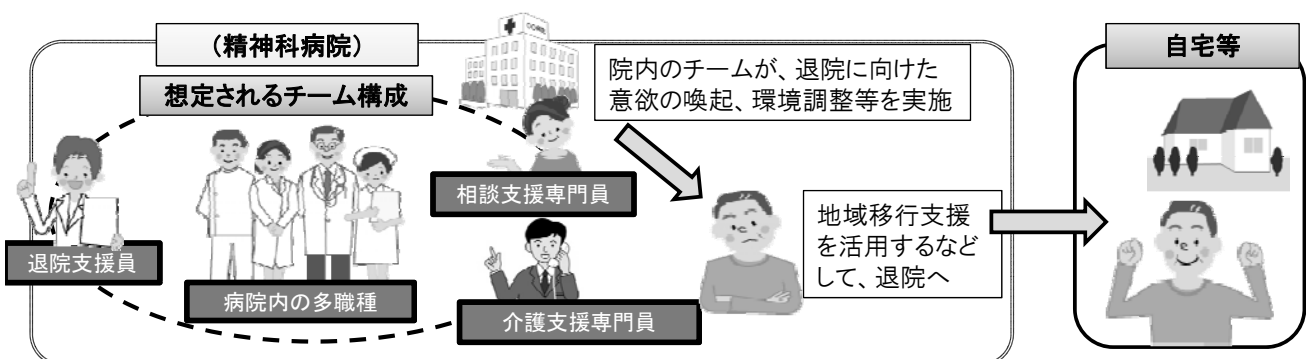 (精神科病院)
想定されるチーム構成
院内のチームが、退院に向けた
意欲の喚起、環境調整等を実施
自宅等
相談支援専門員
退院支援員
病院内の多職種
介護支援専門員
地域移行支援
を活用するなど
して、退院へ